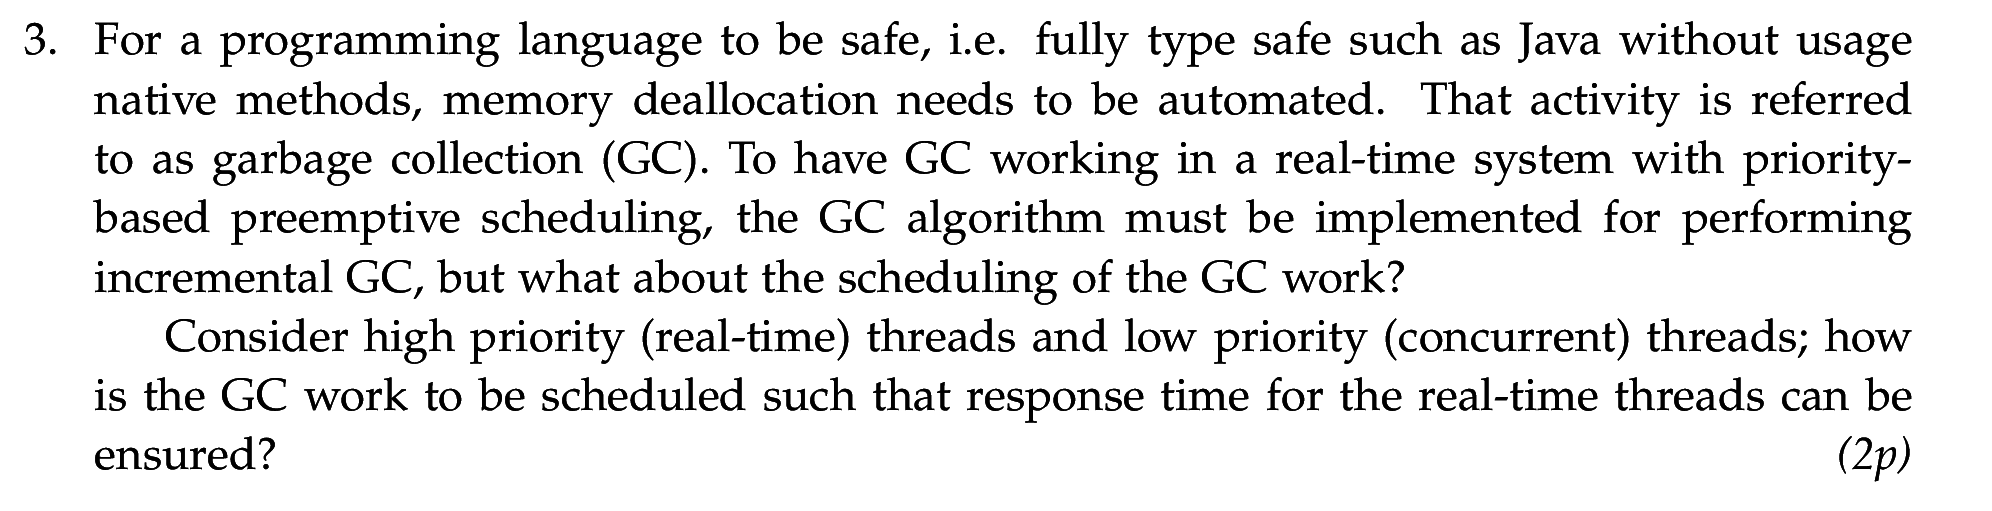 3. For a programming language to be safe, i.e. fully type safe such as Java without usage
native methods, memory deallocation needs to be automated. That activity is referred
to as garbage collection (GC). To have GC working in a real-time system with priority-
based preemptive scheduling, the GC algorithm must be implemented for performing
incremental GC, but what about the scheduling of the GC work?
Consider high priority (real-time) threads and low priority (concurrent) threads; how
is the GC work to be scheduled such that response time for the real-time threads can be
ensured? (2p)